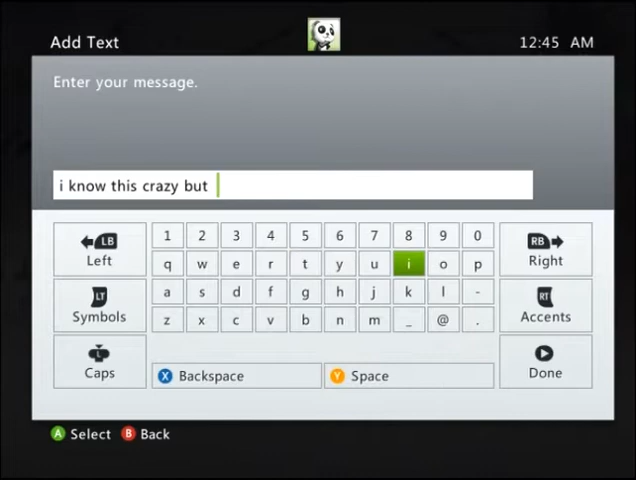 Add Text
12:45 AM
Enter your message.
i know this crazy but
LB
Left
1 2 3 4 5 6 7 8 9 0
RB
Right
q w e r t y u i o p
LT
Symbols
a s d f g h j k l -
RT
Accents
z x c v b n m _ @ .
L
Caps
X Backspace
Y Space
Done
A Select B Back